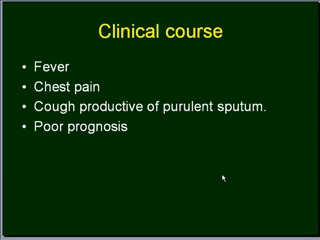 Clinical course
• Fever
• Chest pain
• Cough productive of purulent sputum.
• Poor prognosis